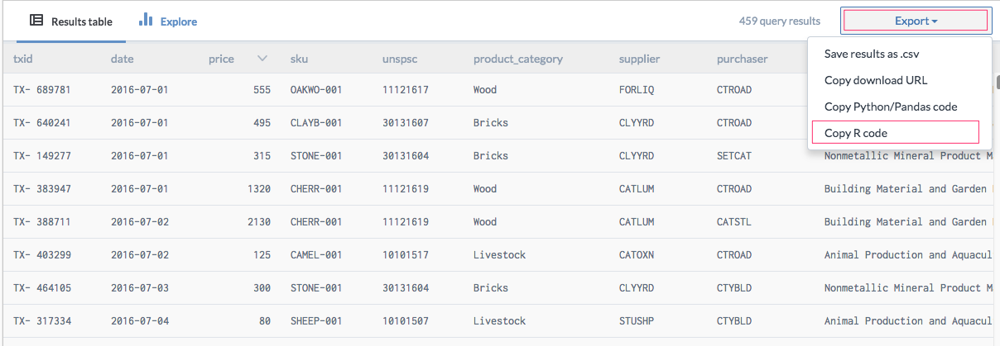 Results table Explore 459 query results Export
Save results as .csv
Copy download URL
Copy Python/Pandas code
Copy R code
txid date price sku unspsc product_category supplier purchaser
TX- 689781 2016-07-01 555 OAKWO-001 11121617 Wood FORLIQ CTROAD
TX- 640241 2016-07-01 495 CLAYB-001 30131607 Bricks CLYYRD CTROAD
TX- 149277 2016-07-01 315 STONE-001 30131604 Bricks CLYYRD SETCAT Nonmetallic Mineral Product M
TX- 383947 2016-07-01 1320 CHERR-001 11121619 Wood CATLUM CTROAD Building Material and Garden
TX- 388711 2016-07-02 2130 CHERR-001 11121619 Wood CATLUM CATSTL Building Material and Garden
TX- 403299 2016-07-02 125 CAMEL-001 10101517 Livestock CATOXN CTROAD Animal Production and Aquacul
TX- 464105 2016-07-03 300 STONE-001 30131604 Bricks CLYYRD CTYBLD Nonmetallic Mineral Product M
TX- 317334 2016-07-04 80 SHEEP-001 10101507 Livestock STUSHP CTYBLD Animal Production and Aquacul